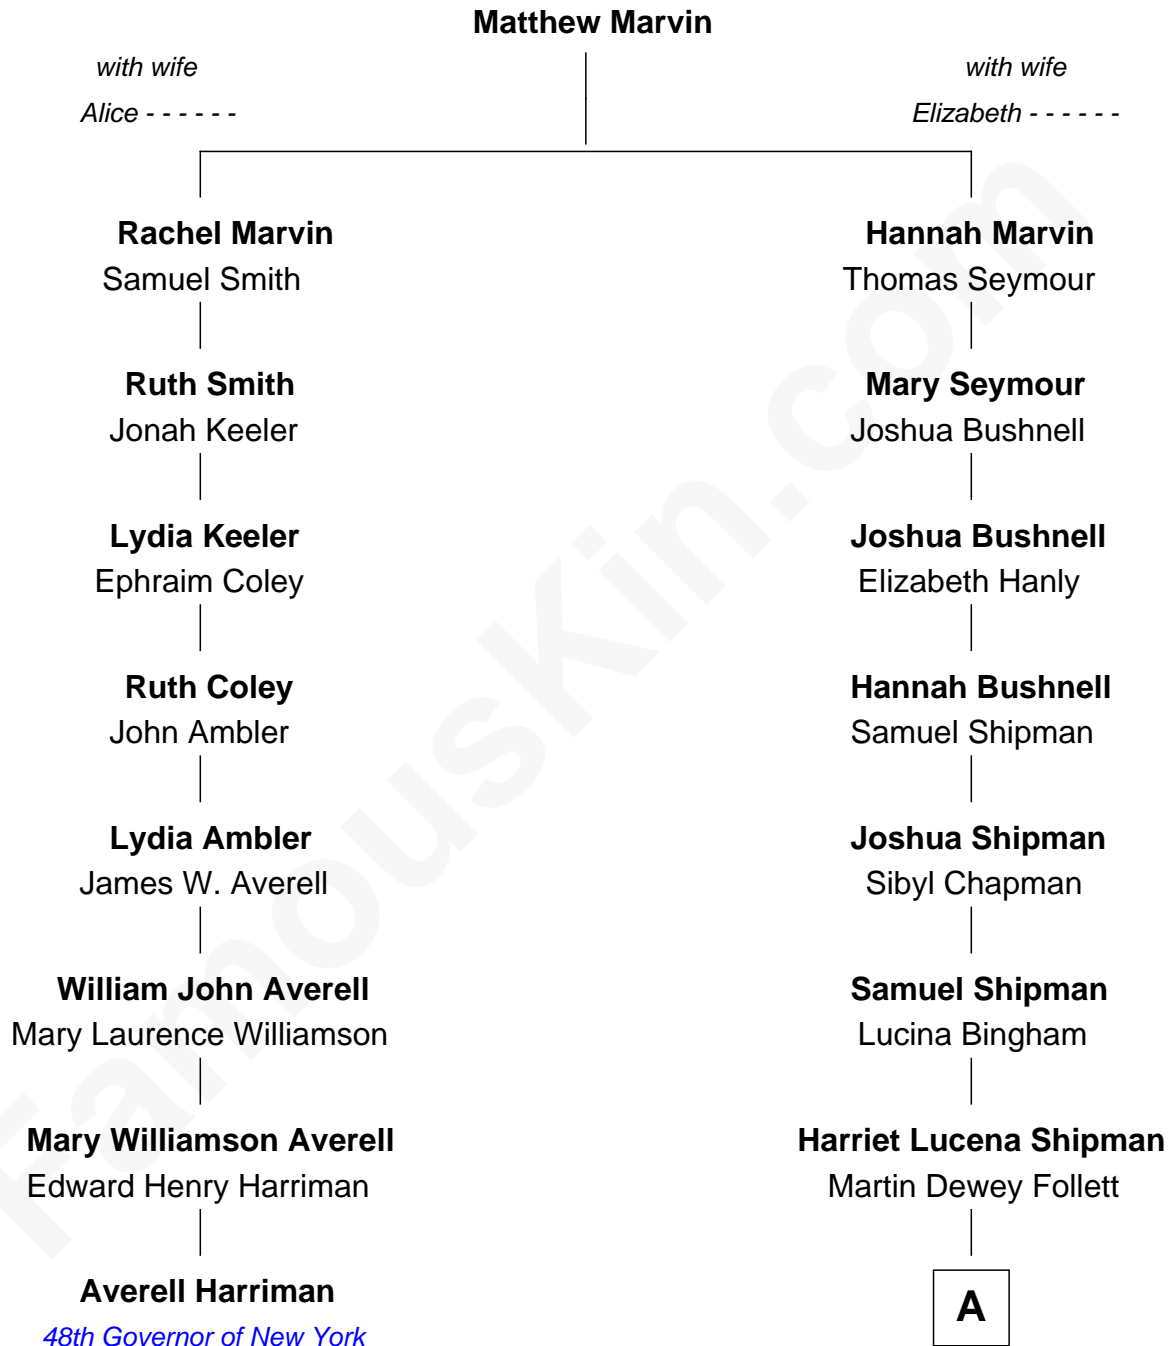 Matthew Marvin
with wife
with wife
Alice - - - - - -
Elizabeth - - - - - -
Rachel Marvin
Hannah Marvin
Samuel Smith
Thomas Seymour
Ruth Smith
Mary Seymour
Jonah Keeler
Joshua Bushnell
Lydia Keeler
Joshua Bushnell
Ephraim Coley
Elizabeth Hanly
Ruth Coley
Hannah Bushnell
John Ambler
Samuel Shipman
Lydia Ambler
Joshua Shipman
James W. Averell
Sibyl Chapman
William John Averell
Samuel Shipman
Mary Laurence Williamson
Lucina Bingham
Mary Williamson Averell
Harriet Lucena Shipman
Edward Henry Harriman
Martin Dewey Follett
Averell Harriman
A
48th Governor of New York
FamousKin.com